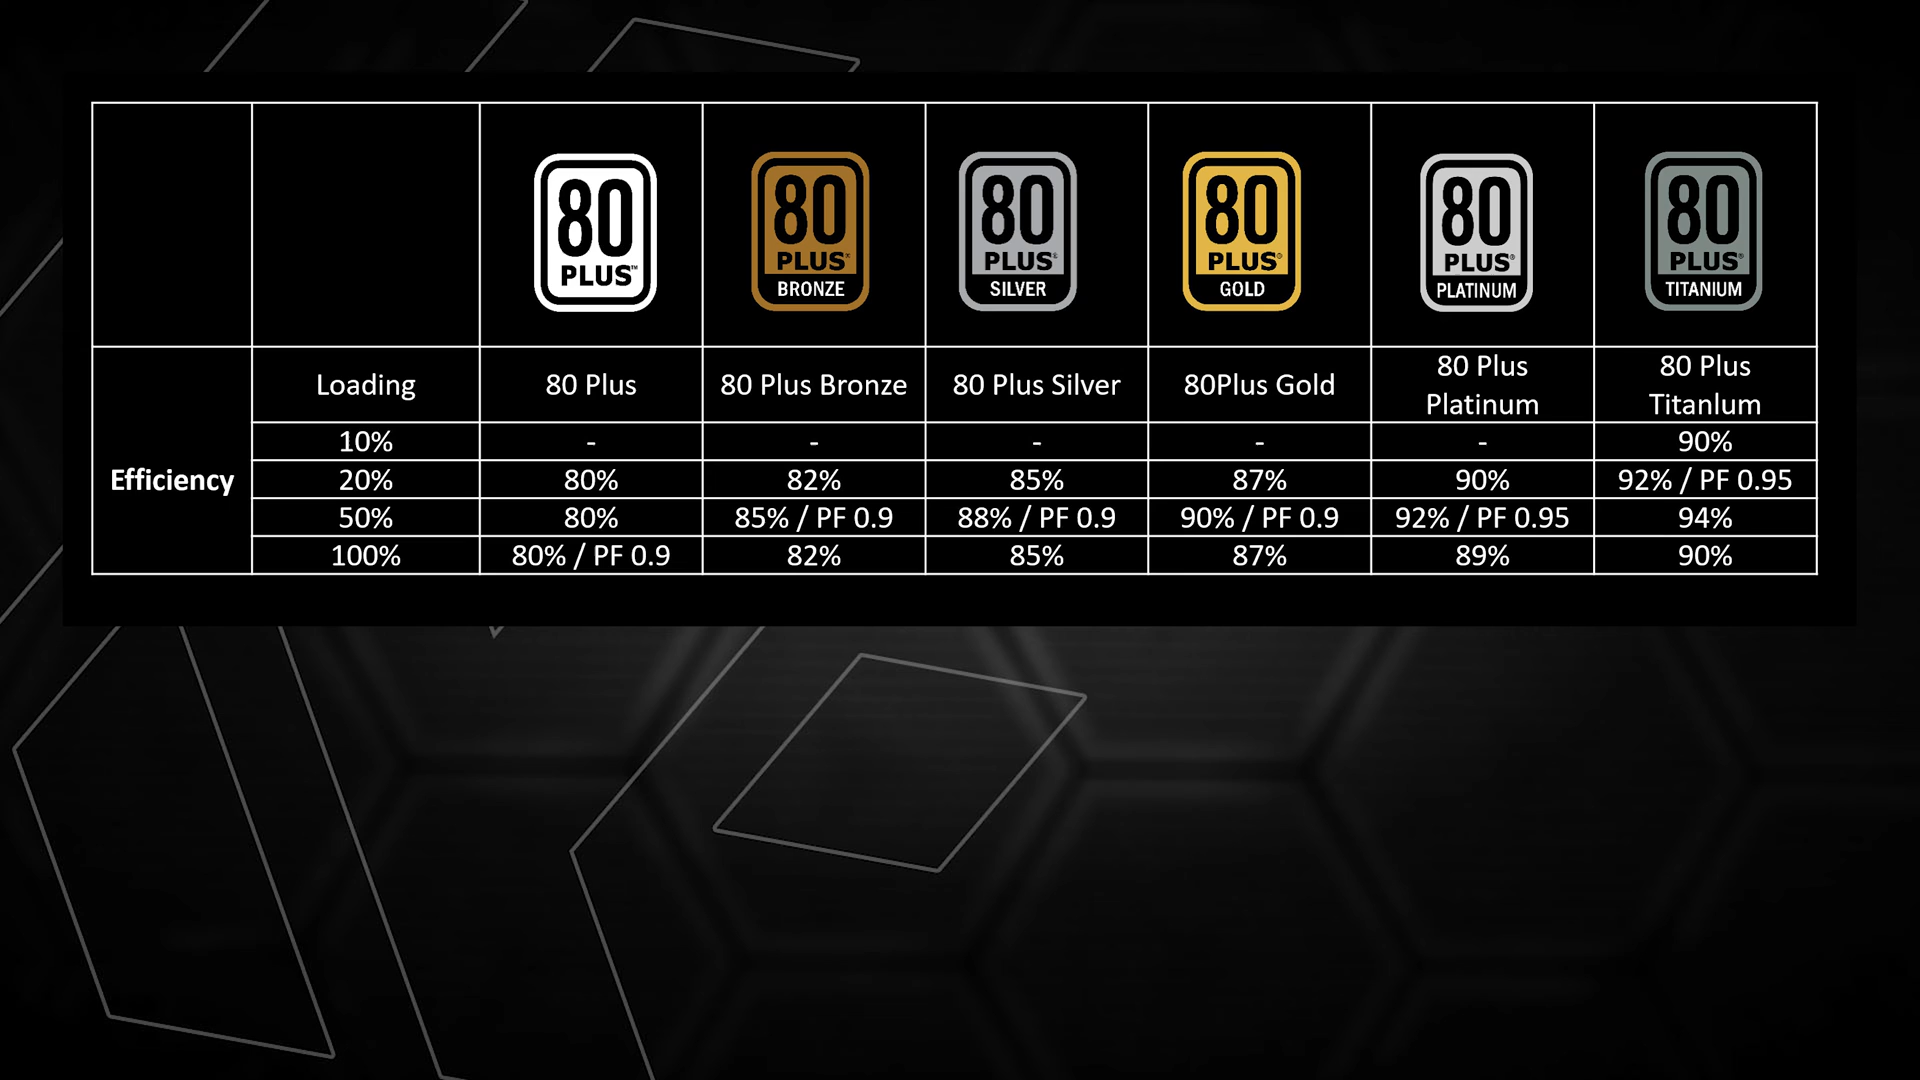 80 PLUS™
80 PLUS® BRONZE
80 PLUS® SILVER
80 PLUS® GOLD
80 PLUS® PLATINUM
80 PLUS® TITANIUM
Efficiency
Loading 80 Plus 80 Plus Bronze 80 Plus Silver 80Plus Gold 80 Plus Platinum 80 Plus Titanlum
10% - - - - - 90%
20% 80% 82% 85% 87% 90% 92% / PF 0.95
50% 80% 85% / PF 0.9 88% / PF 0.9 90% / PF 0.9 92% / PF 0.95 94%
100% 80% / PF 0.9 82% 85% 87% 89% 90%